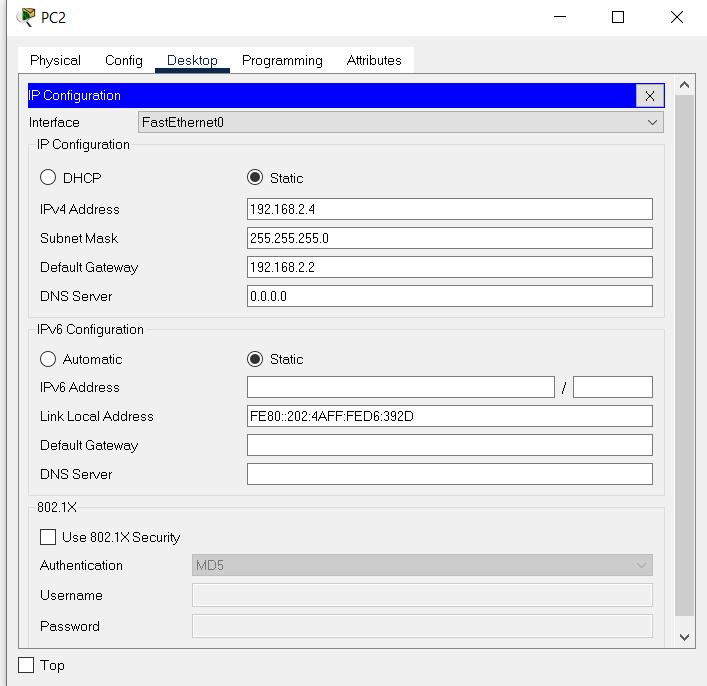 PC2
Physical Config Desktop Programming Attributes
IP Configuration X
Interface FastEthernet0
IP Configuration
DHCP Static
IPv4 Address 192.168.2.4
Subnet Mask 255.255.255.0
Default Gateway 192.168.2.2
DNS Server 0.0.0.0
IPv6 Configuration
Automatic Static
IPv6 Address /
Link Local Address FE80::202:4AFF:FED6:392D
Default Gateway
DNS Server
802.1X
Use 802.1X Security
Authentication MD5
Username
Password
Top